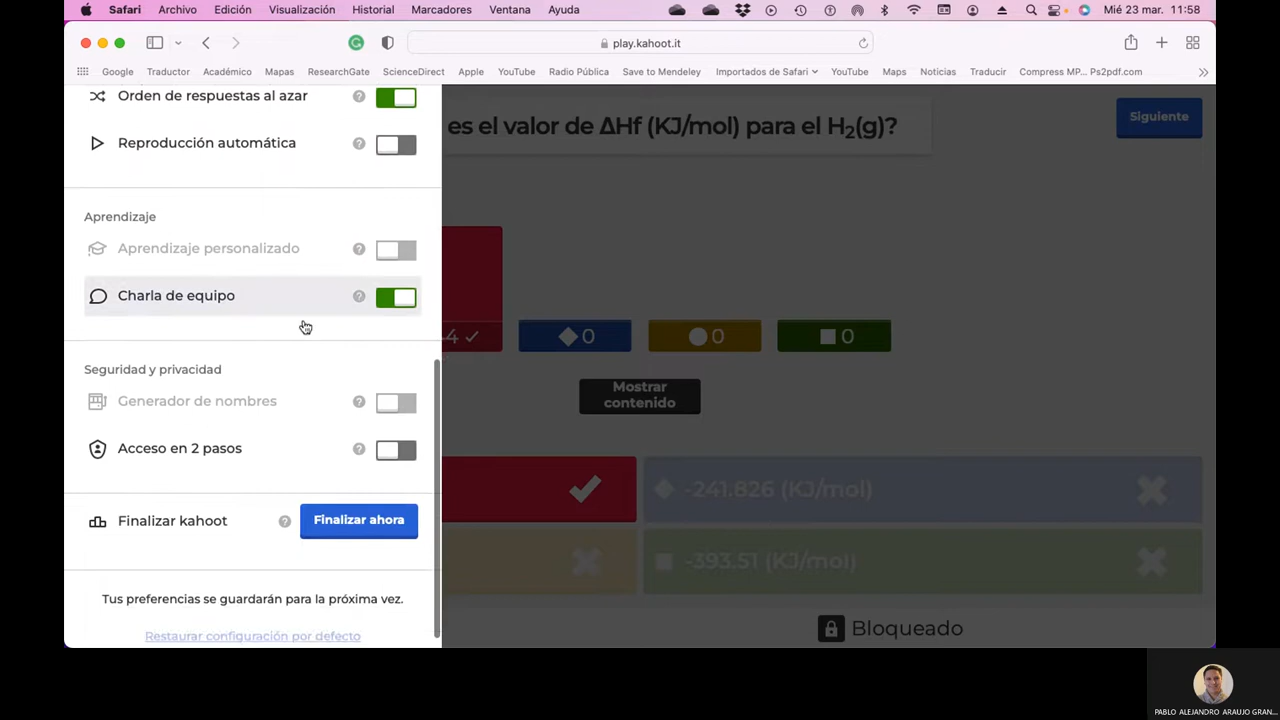 Safari Archivo Edición Visualización Historial Marcadores Ventana Ayuda Mié 23 mar. 11:58
play.kahoot.it
Google Traductor Académico Mapas ResearchGate ScienceDirect Apple YouTube Radio Pública Save to Mendeley Importados de Safari YouTube Maps Noticias Traducir Compress MP... Ps2pdf.com
Orden de respuestas al azar
es el valor de ΔHf (KJ/mol) para el H₂(g)?
Siguiente
Reproducción automática
Aprendizaje
Aprendizaje personalizado
Charla de equipo
4 ✓ 0 0 0
Mostrar
contenido
Seguridad y privacidad
Generador de nombres
Acceso en 2 pasos
-241.826 (KJ/mol)
Finalizar kahoot
Finalizar ahora
-393.51 (KJ/mol)
Tus preferencias se guardarán para la próxima vez.
Restaurar configuración por defecto
Bloqueado
PABLO ALEJANDRO ARAUJO GRAN...